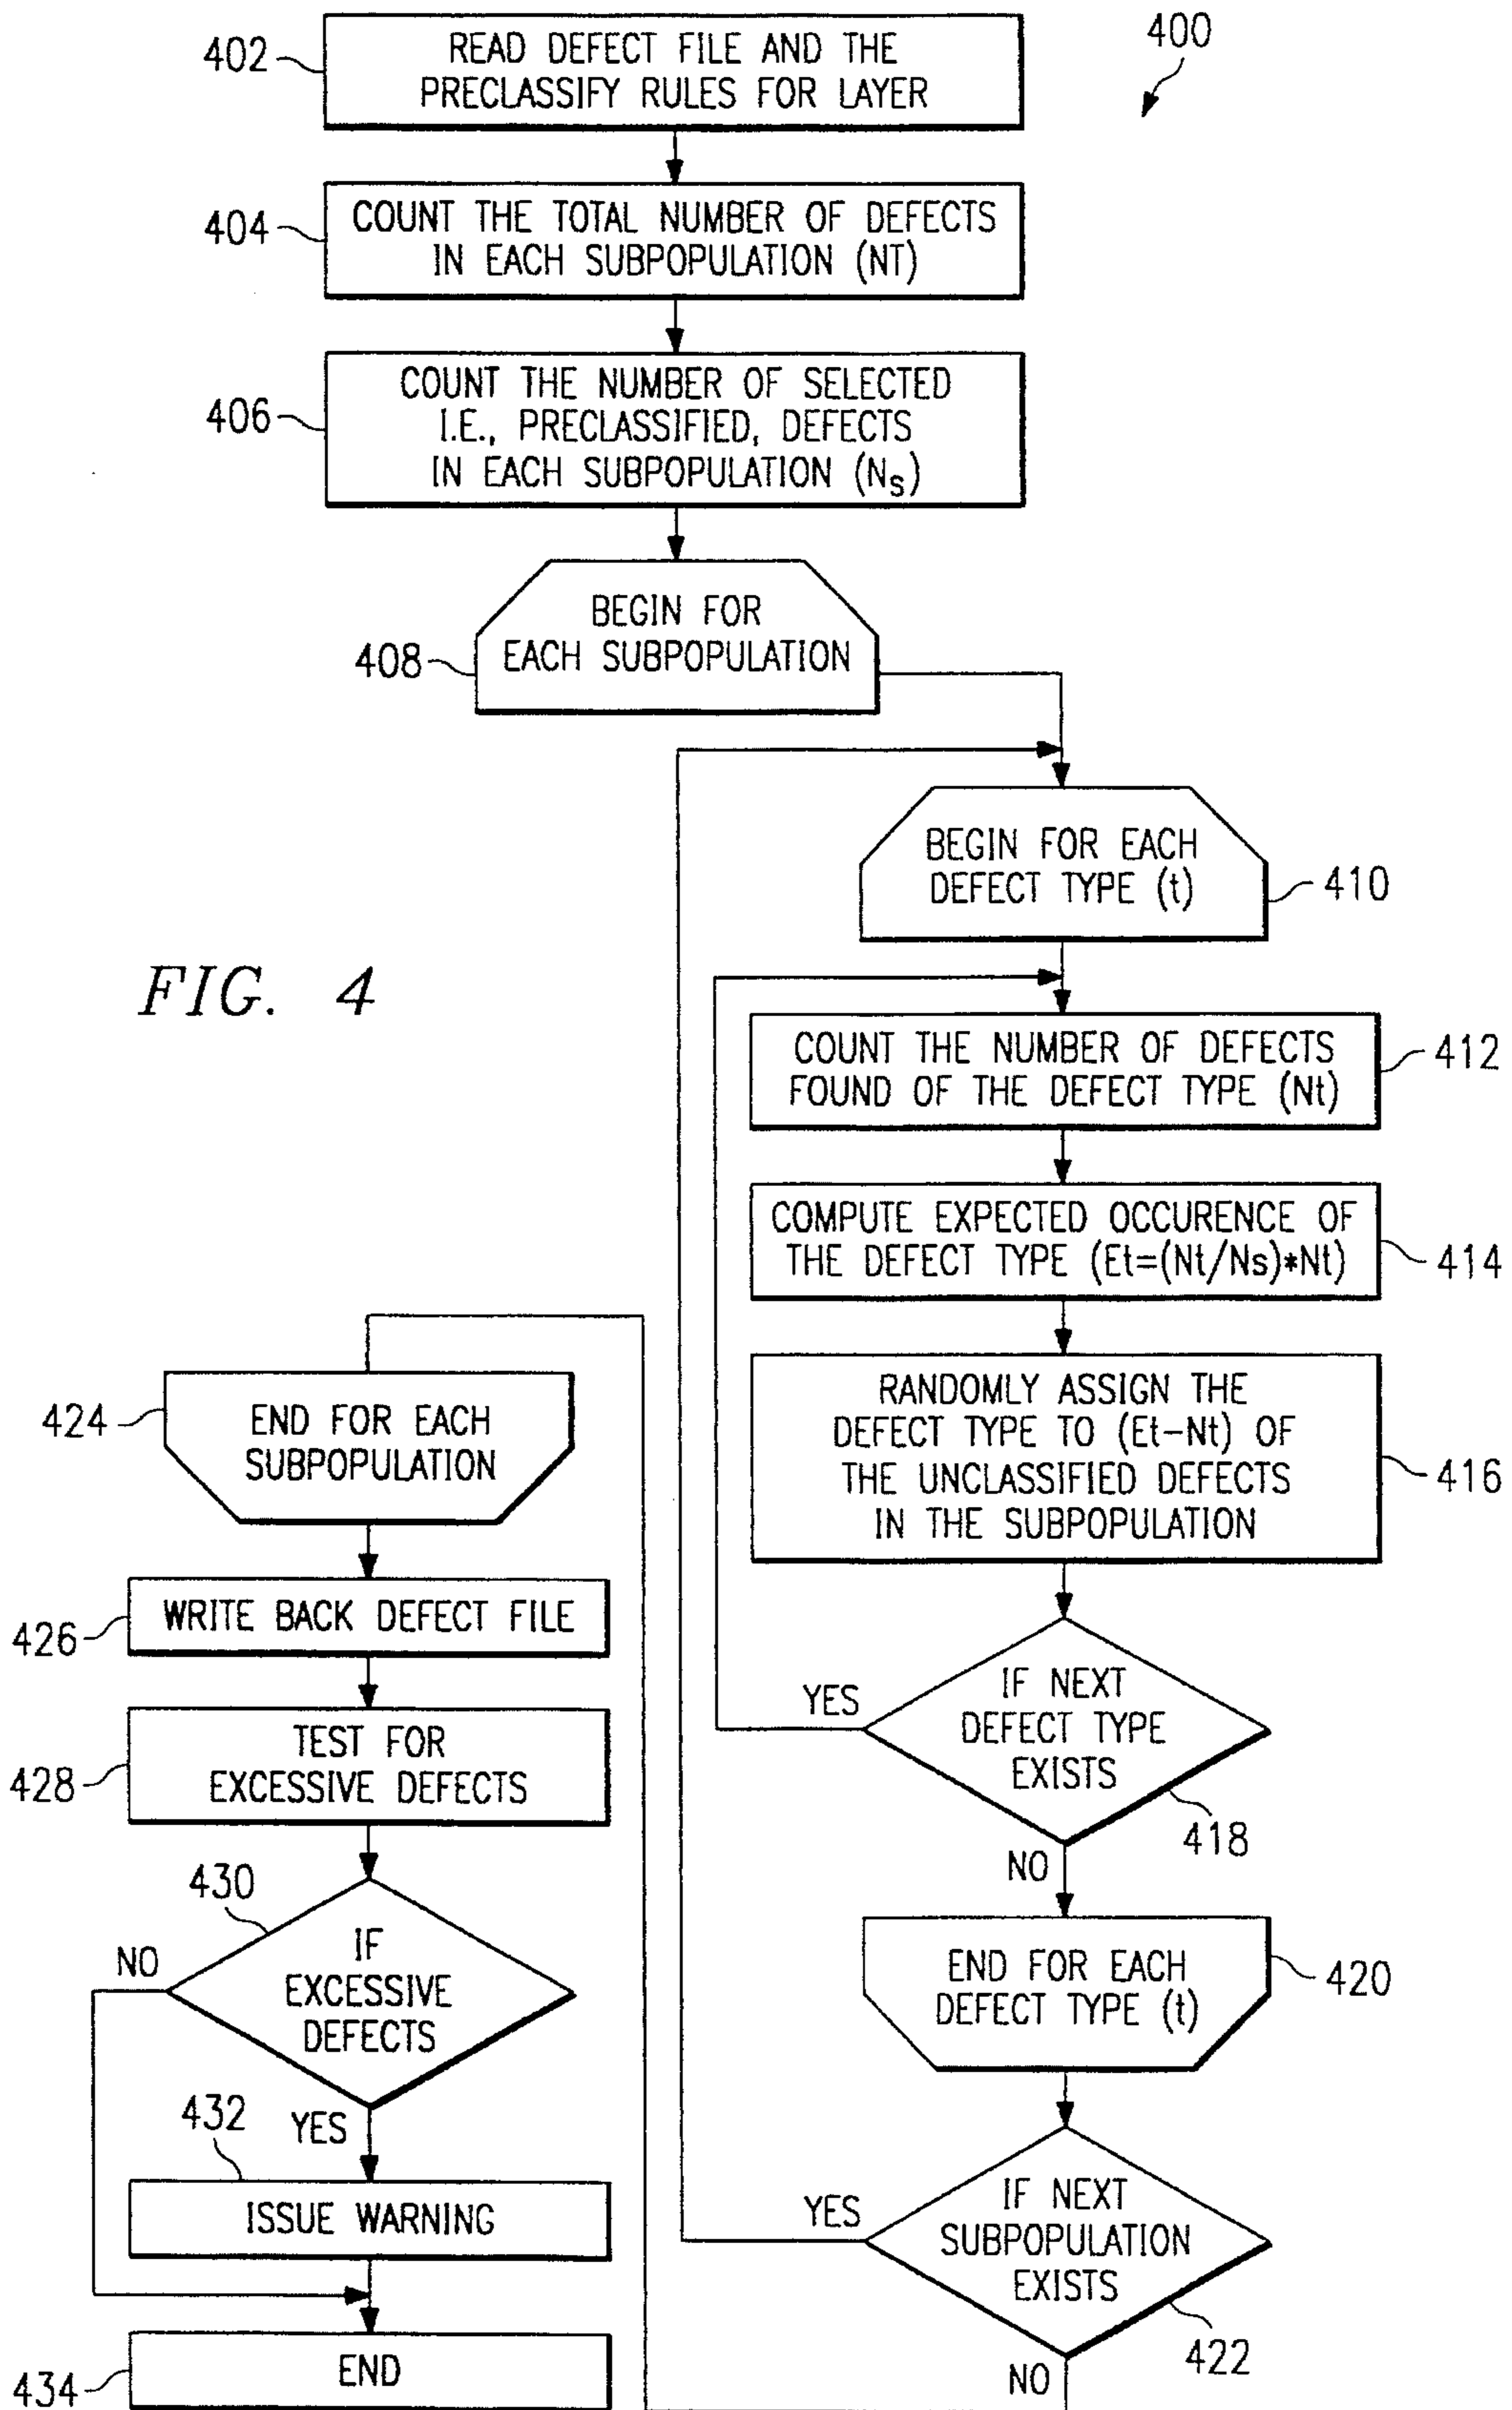 400
402
READ DEFECT FILE AND THE
PRECLASSIFY RULES FOR LAYER
404
COUNT THE TOTAL NUMBER OF DEFECTS
IN EACH SUBPOPULATION (NT)
406
COUNT THE NUMBER OF SELECTED
I.E., PRECLASSIFIED, DEFECTS
IN EACH SUBPOPULATION (Ns)
408
BEGIN FOR
EACH SUBPOPULATION
BEGIN FOR EACH
DEFECT TYPE (t)
410
FIG. 4
COUNT THE NUMBER OF DEFECTS
FOUND OF THE DEFECT TYPE (Nt)
412
COMPUTE EXPECTED OCCURENCE OF
THE DEFECT TYPE (Et=(Nt/Ns)*Nt)
414
RANDOMLY ASSIGN THE
DEFECT TYPE TO (Et-Nt) OF
THE UNCLASSIFIED DEFECTS
IN THE SUBPOPULATION
416
IF NEXT
DEFECT TYPE
EXISTS
YES
418
NO
END FOR EACH
DEFECT TYPE (t)
420
IF NEXT
SUBPOPULATION
EXISTS
YES
422
NO
424
END FOR EACH
SUBPOPULATION
426
WRITE BACK DEFECT FILE
428
TEST FOR
EXCESSIVE DEFECTS
430
IF
EXCESSIVE
DEFECTS
NO
YES
432
ISSUE WARNING
434
END